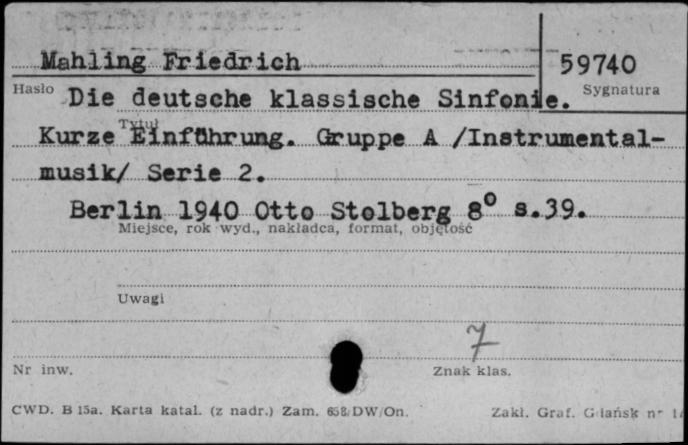 Mahling Friedrich
59740
Hasło
Sygnatura
Die deutsche klassische Sinfonie.
Tytuł
Kurze Einführung. Gruppe A /Instrumental-
musik/ Serie 2.
Berlin 1940 Otto Stolberg 8° s.39.
Miejsce, rok wyd., nakładca, format, objętość
Uwagi
7
Nr inw.
Znak klas.
CWD. B 15a. Karta katal. (z nadr.) Zam. 658/DW/On.
Zakł. Graf. Gdańsk nr